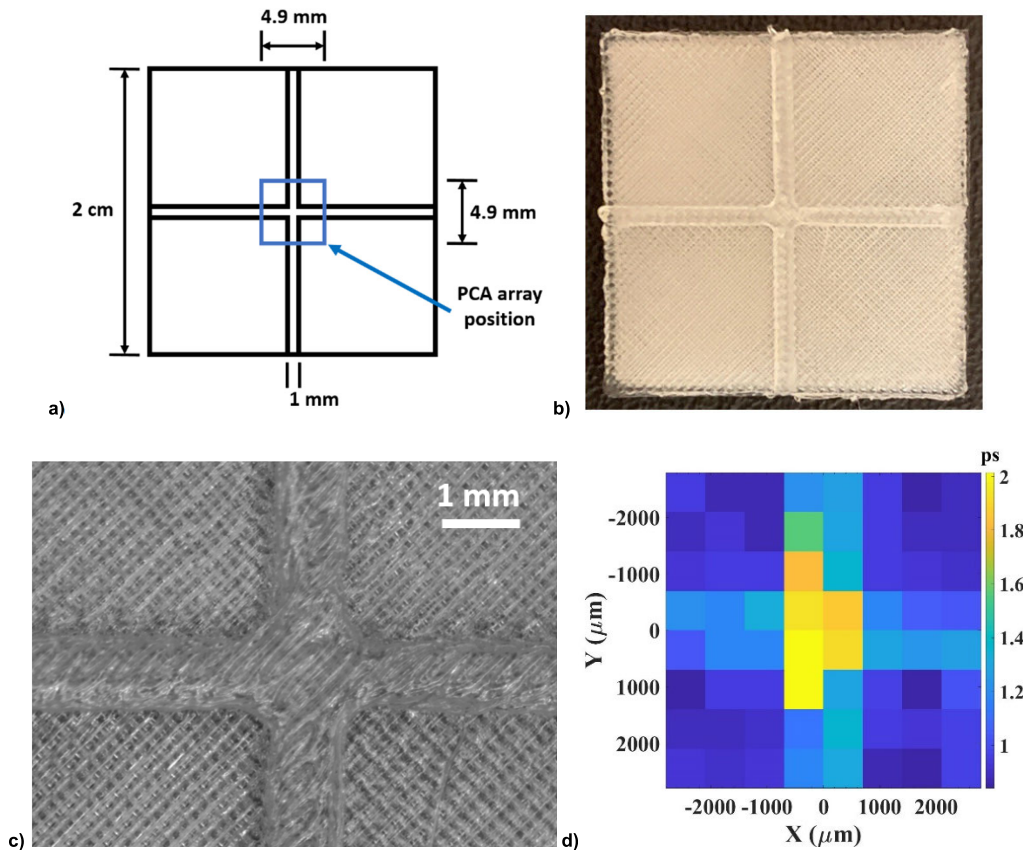 4.9 mm
2 cm
4.9 mm
PCA array
position
1 mm
a)
b)
1 mm
c)
ps
2
1.8
1.6
1.4
1.2
1
-2000
-1000
0
1000
2000
Y (μm)
-2000 -1000 0 1000 2000
X (μm)
d)